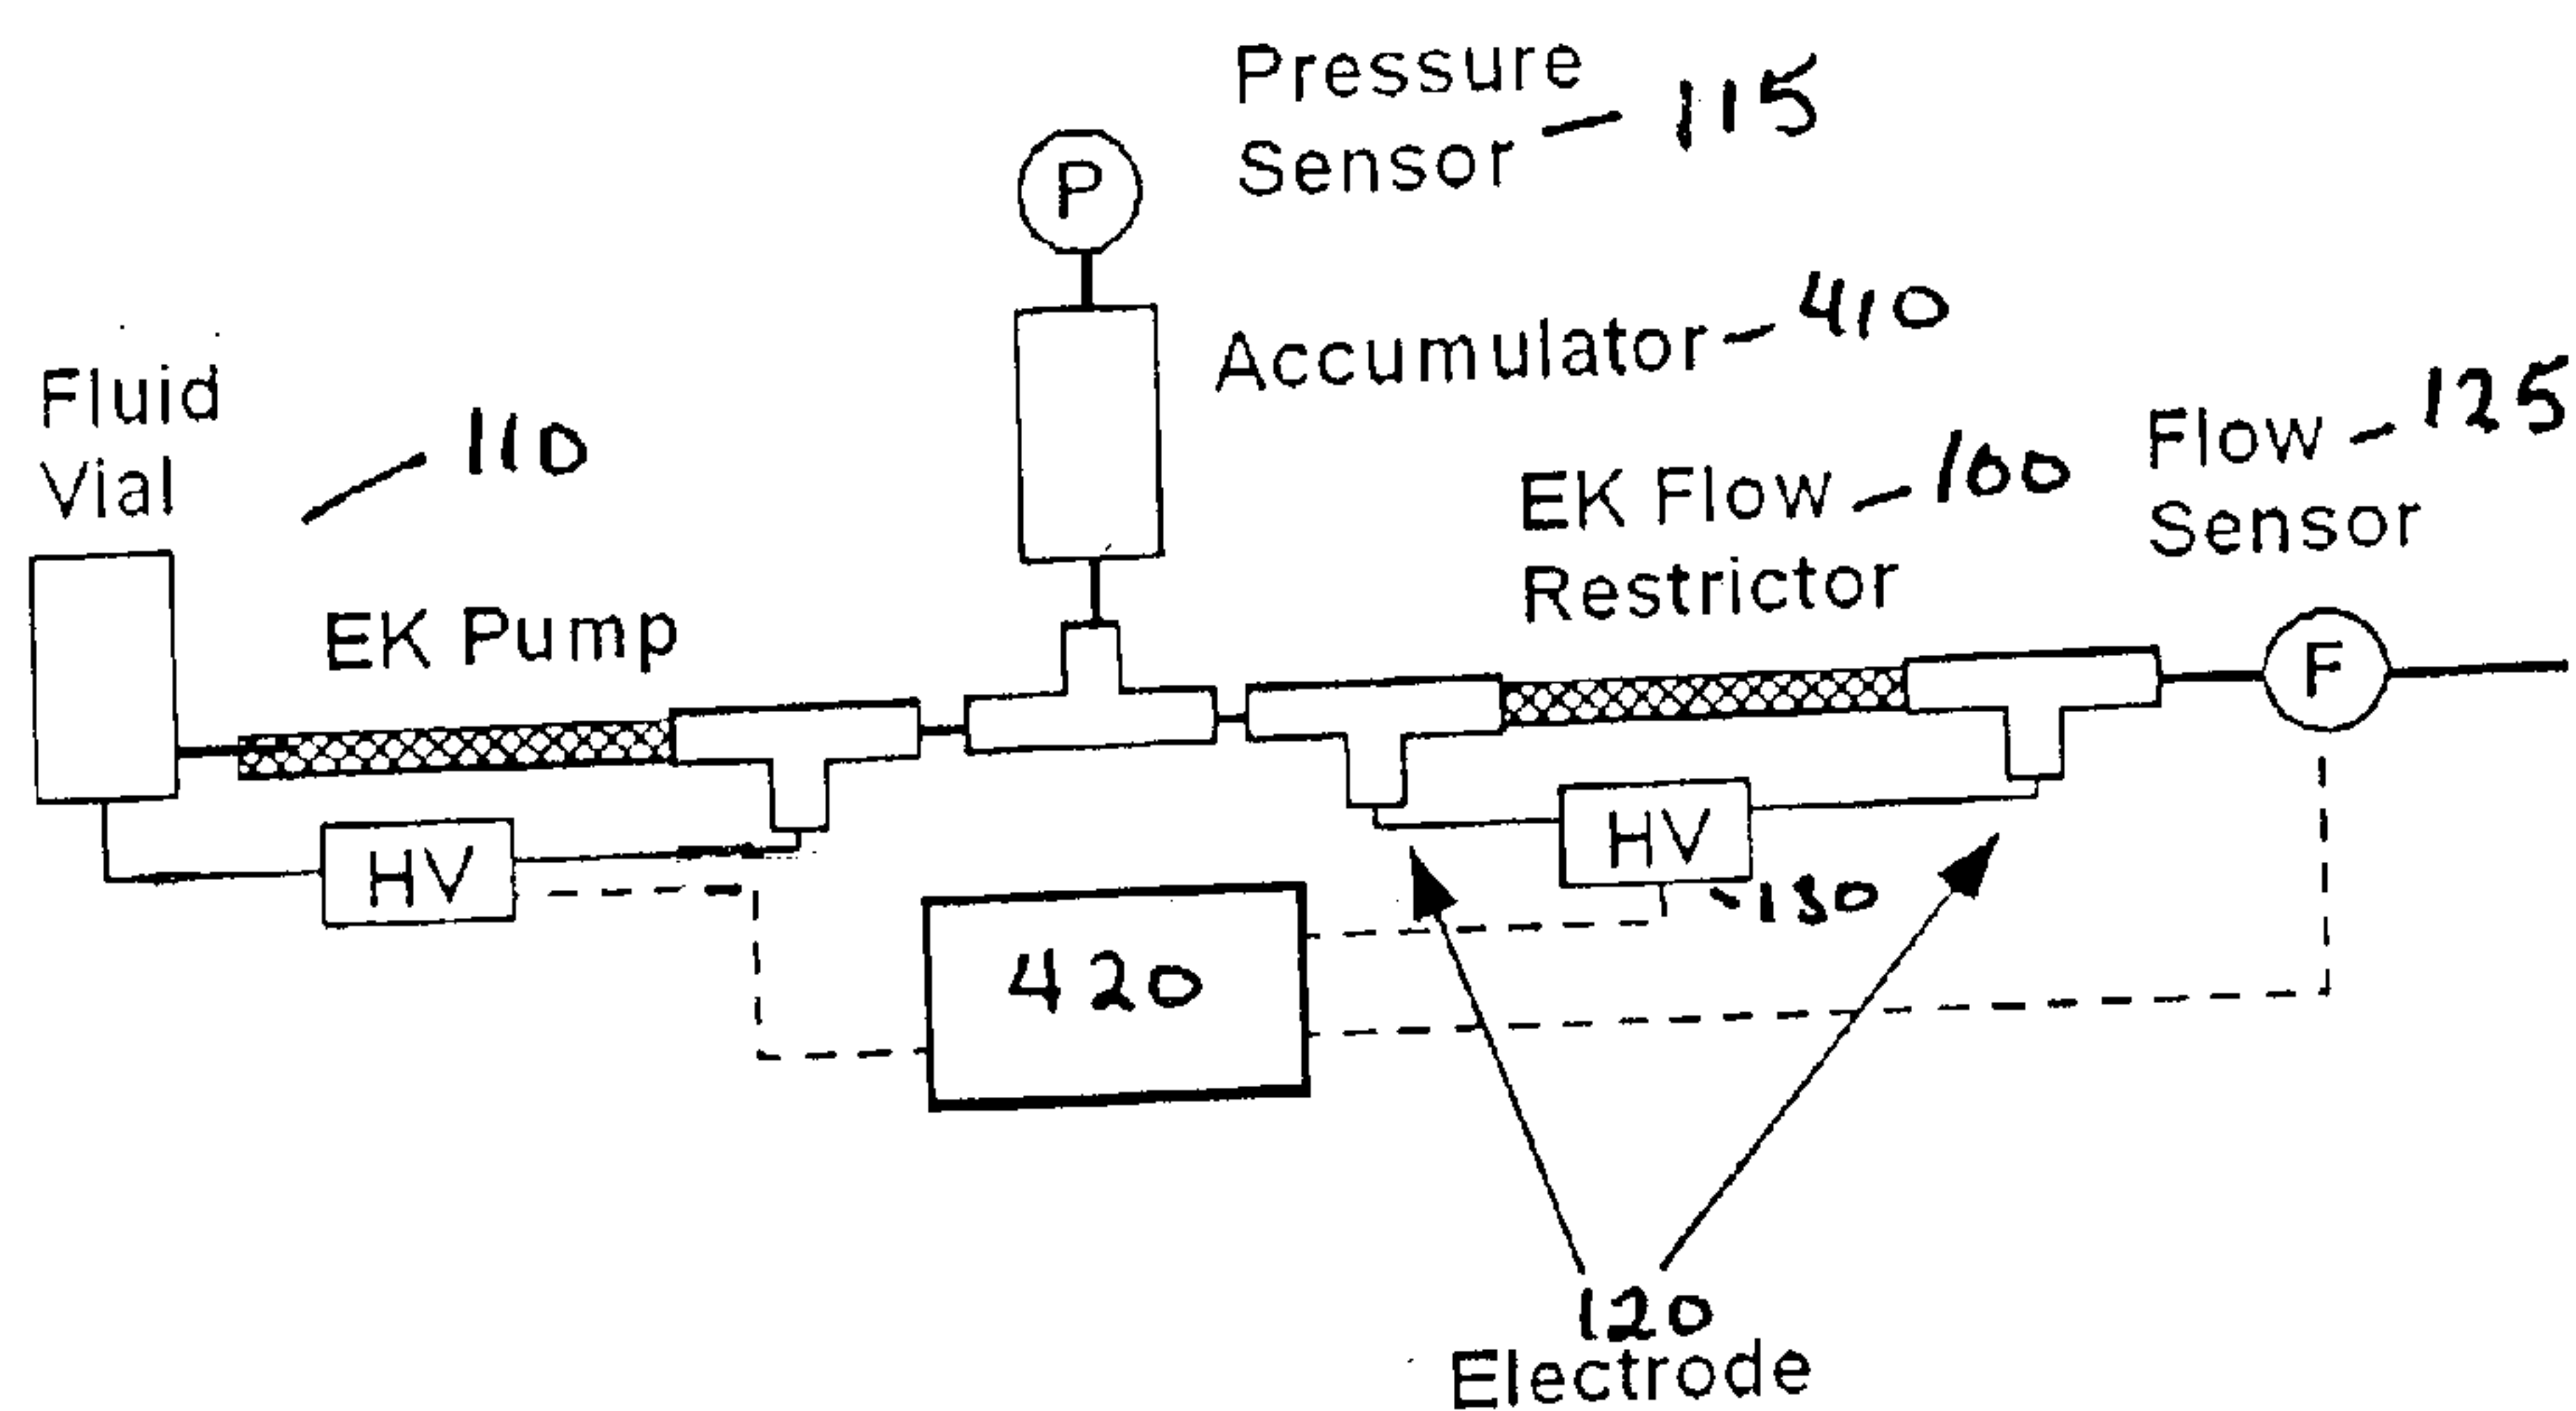 Pressure
Sensor 115
P
Accumulator 410
Fluid
Vial
110
EK Flow 100
Restrictor
Flow 125
Sensor
EK Pump
F
HV
HV
130
420
120
Electrode